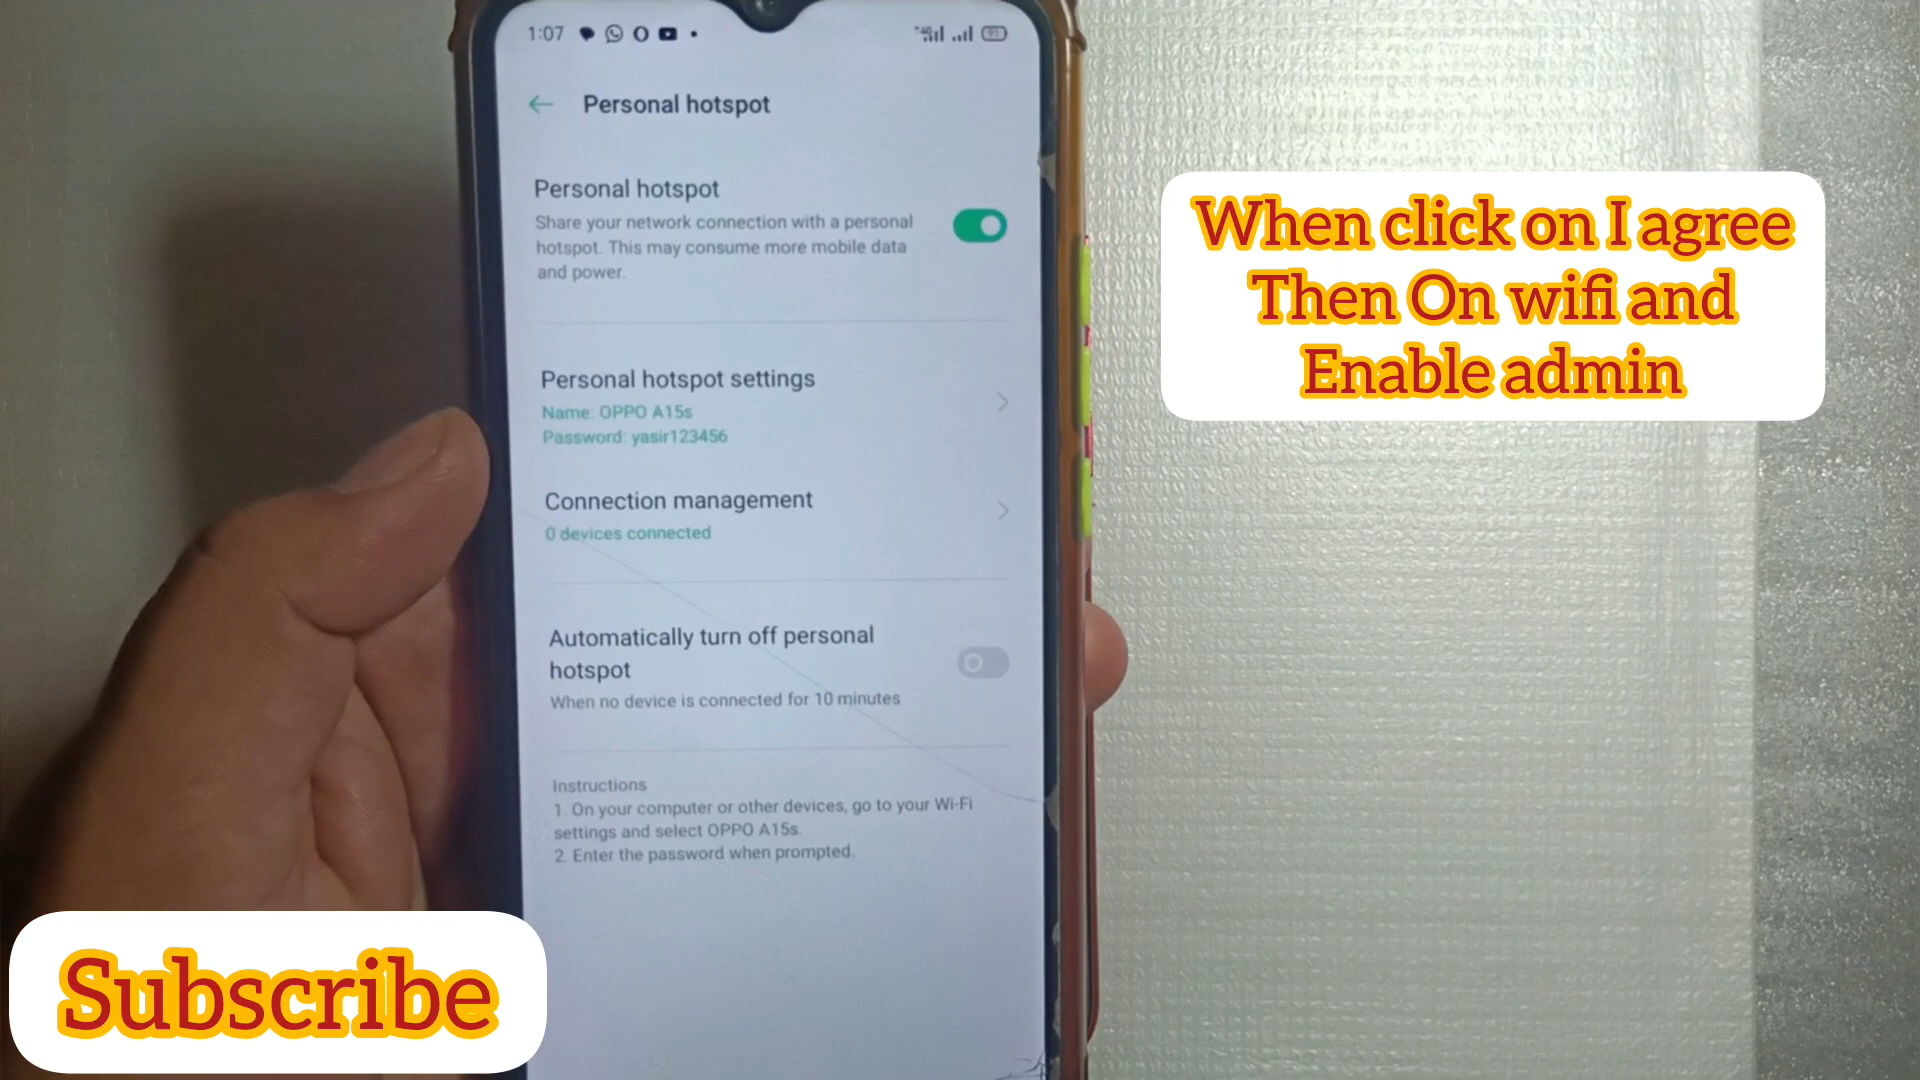 1:07
Personal hotspot
Personal hotspot
Share your network connection with a personal
hotspot. This may consume more mobile data
and power.
Personal hotspot settings
Name: OPPO A15s
Password: yasir123456
Connection management
0 devices connected
Automatically turn off personal
hotspot
When no device is connected for 10 minutes
Instructions
1. On your computer or other devices, go to your Wi-Fi
settings and select OPPO A15s.
2. Enter the password when prompted.
When click on I agree
Then On wifi and
Enable admin
Subscribe